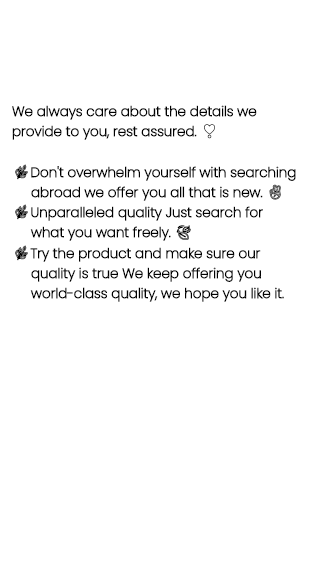 We always care about the details we
provide to you, rest assured. ♡
Don't overwhelm yourself with searching
abroad we offer you all that is new. ✌
Unparalleled quality Just search for
what you want freely.
Try the product and make sure our
quality is true We keep offering you
world-class quality, we hope you like it.